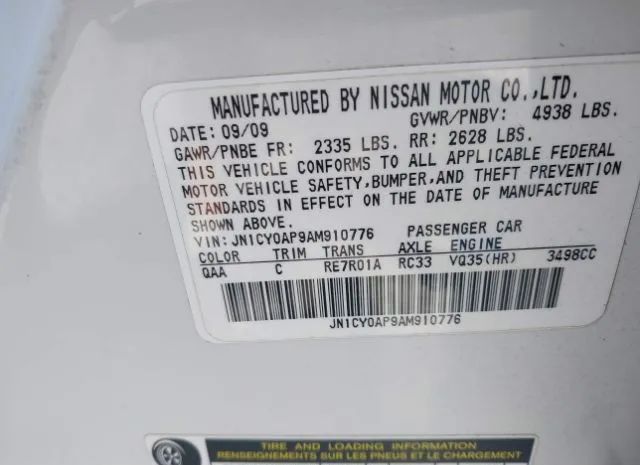 MANUFACTURED BY NISSAN MOTOR CO.,LTD.
DATE: 09/09 GVWR/PNBV: 4938 LBS.
GAWR/PNBE FR: 2335 LBS. RR: 2628 LBS.
THIS VEHICLE CONFORMS TO ALL APPLICABLE FEDERAL
MOTOR VEHICLE SAFETY,BUMPER,AND THEFT PREVENTION
STANDARDS IN EFFECT ON THE DATE OF MANUFACTURE
SHOWN ABOVE.
VIN: JN1CY0AP9AM910776 PASSENGER CAR
COLOR TRIM TRANS AXLE ENGINE
QAA C RE7R01A RC33 VQ35(HR) 3498CC
JN1CY0AP9AM910776
TIRE AND LOADING INFORMATION
RENSEIGNEMENTS SUR LES PNEUS ET LE CHARGEMENT